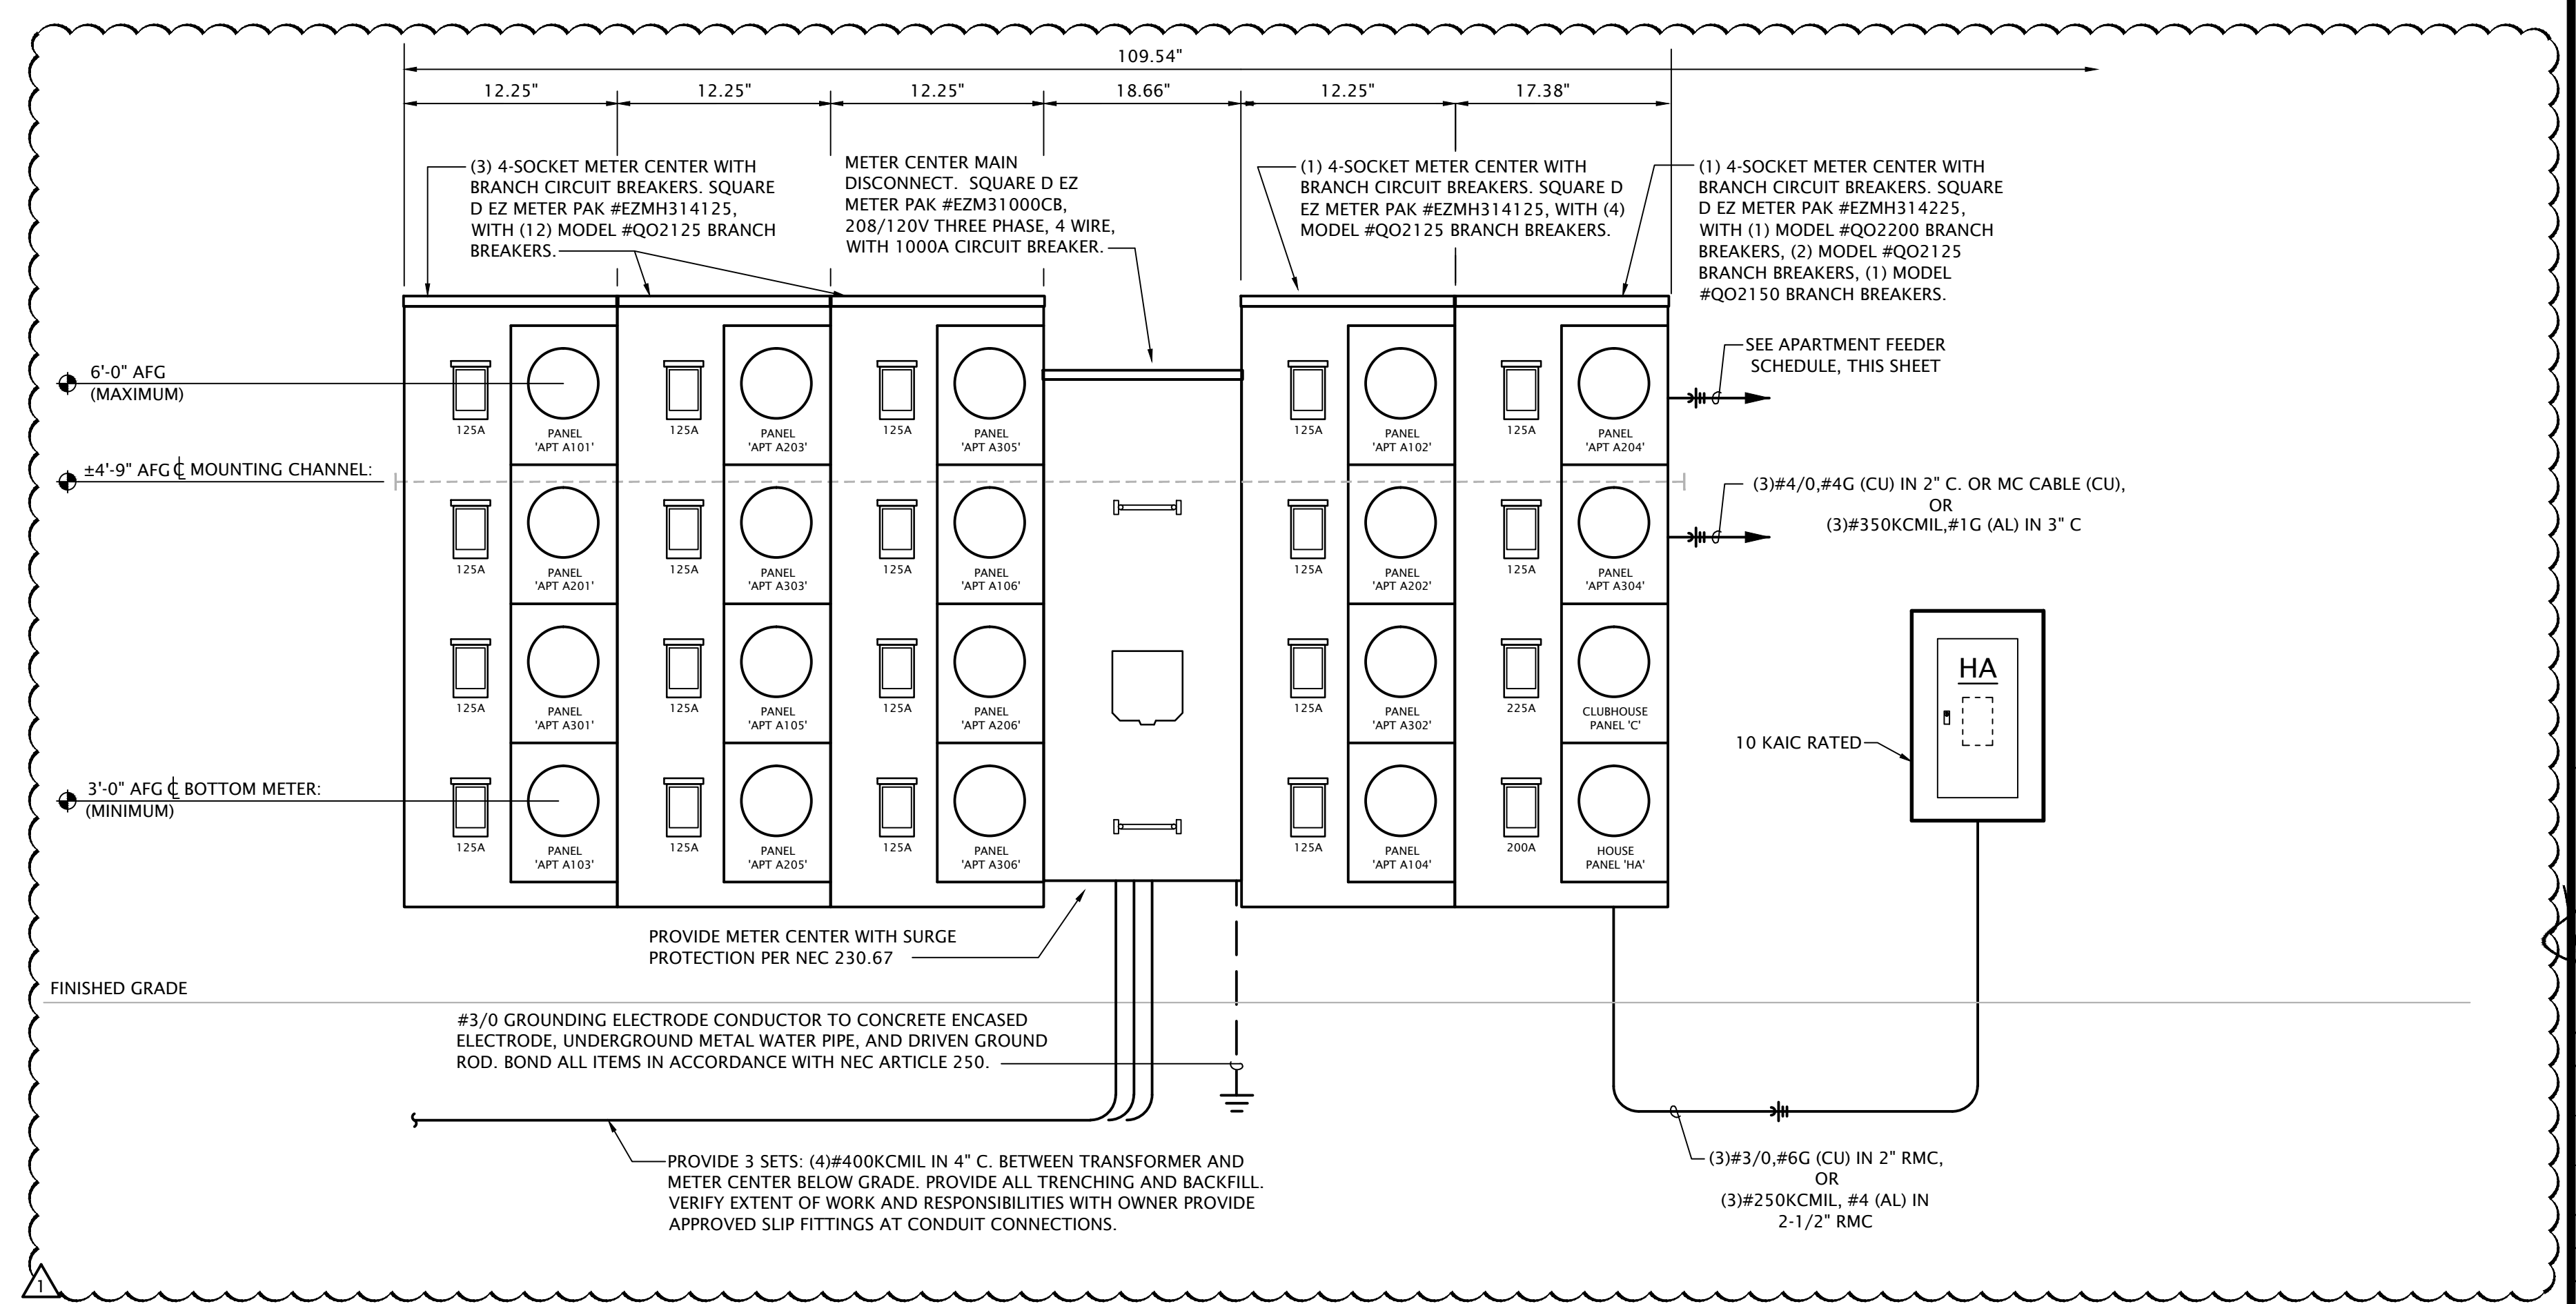 109.54"
12.25"
12.25"
12.25"
18.66"
12.25"
17.38"
(3) 4-SOCKET METER CENTER WITH
BRANCH CIRCUIT BREAKERS. SQUARE
D EZ METER PAK #EZMH314125,
WITH (12) MODEL #QO2125 BRANCH
BREAKERS.
METER CENTER MAIN
DISCONNECT. SQUARE D EZ
METER PAK #EZM31000CB,
208/120V THREE PHASE, 4 WIRE,
WITH 1000A CIRCUIT BREAKER.
(1) 4-SOCKET METER CENTER WITH
BRANCH CIRCUIT BREAKERS. SQUARE D
EZ METER PAK #EZMH314125, WITH (4)
MODEL #QO2125 BRANCH BREAKERS.
(1) 4-SOCKET METER CENTER WITH
BRANCH CIRCUIT BREAKERS. SQUARE
D EZ METER PAK #EZMH314225,
WITH (1) MODEL #QO2200 BRANCH
BREAKERS, (2) MODEL #QO2125
BRANCH BREAKERS, (1) MODEL
#QO2150 BRANCH BREAKERS.
SEE APARTMENT FEEDER
SCHEDULE, THIS SHEET
6'-0" AFG
(MAXIMUM)
125A
PANEL
'APT A101'
125A
PANEL
'APT A203'
125A
PANEL
'APT A305'
125A
PANEL
'APT A102'
125A
PANEL
'APT A204'
±4'-9" AFG ℄ MOUNTING CHANNEL:
(3)#4/0,#4G (CU) IN 2" C. OR MC CABLE (CU),
OR
(3)#350KCMIL,#1G (AL) IN 3" C
125A
PANEL
'APT A201'
125A
PANEL
'APT A303'
125A
PANEL
'APT A106'
125A
PANEL
'APT A202'
125A
PANEL
'APT A304'
125A
PANEL
'APT A301'
125A
PANEL
'APT A105'
125A
PANEL
'APT A206'
125A
PANEL
'APT A302'
225A
CLUBHOUSE
PANEL 'C'
HA
10 KAIC RATED
3'-0" AFG ℄ BOTTOM METER:
(MINIMUM)
125A
PANEL
'APT A103'
125A
PANEL
'APT A205'
125A
PANEL
'APT A306'
125A
PANEL
'APT A104'
200A
HOUSE
PANEL 'HA'
PROVIDE METER CENTER WITH SURGE
PROTECTION PER NEC 230.67
FINISHED GRADE
#3/0 GROUNDING ELECTRODE CONDUCTOR TO CONCRETE ENCASED
ELECTRODE, UNDERGROUND METAL WATER PIPE, AND DRIVEN GROUND
ROD. BOND ALL ITEMS IN ACCORDANCE WITH NEC ARTICLE 250.
PROVIDE 3 SETS: (4)#400KCMIL IN 4" C. BETWEEN TRANSFORMER AND
METER CENTER BELOW GRADE. PROVIDE ALL TRENCHING AND BACKFILL.
VERIFY EXTENT OF WORK AND RESPONSIBILITIES WITH OWNER PROVIDE
APPROVED SLIP FITTINGS AT CONDUIT CONNECTIONS.
(3)#3/0,#6G (CU) IN 2" RMC,
OR
(3)#250KCMIL, #4 (AL) IN
2-1/2" RMC
1